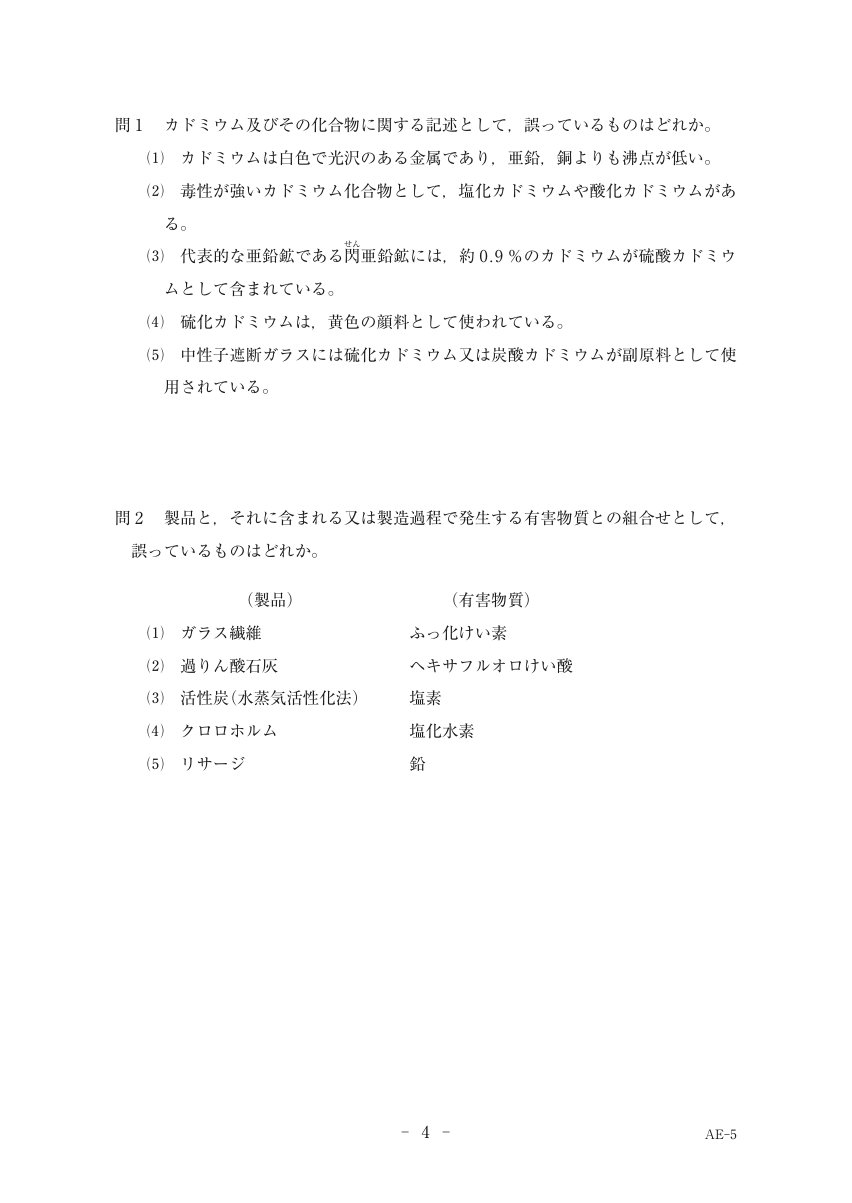 問1　カドミウム及びその化合物に関する記述として，誤っているものはどれか。
⑴　カドミウムは白色で光沢のある金属であり，亜鉛，銅よりも沸点が低い。
⑵　毒性が強いカドミウム化合物として，塩化カドミウムや酸化カドミウムがあ
る。
せん
⑶　代表的な亜鉛鉱である閃亜鉛鉱には，約0.9％のカドミウムが硫酸カドミウ
ムとして含まれている。
⑷　硫化カドミウムは，黄色の顔料として使われている。
⑸　中性子遮断ガラスには硫化カドミウム又は炭酸カドミウムが副原料として使
用されている。
問2　製品と，それに含まれる又は製造過程で発生する有害物質との組合せとして，
誤っているものはどれか。
（製品）　（有害物質）
⑴　ガラス繊維　ふっ化けい素
⑵　過りん酸石灰　ヘキサフルオロけい酸
⑶　活性炭（水蒸気活性化法）　塩素
⑷　クロロホルム　塩化水素
⑸　リサージ　鉛
－ 4 －
AE-5